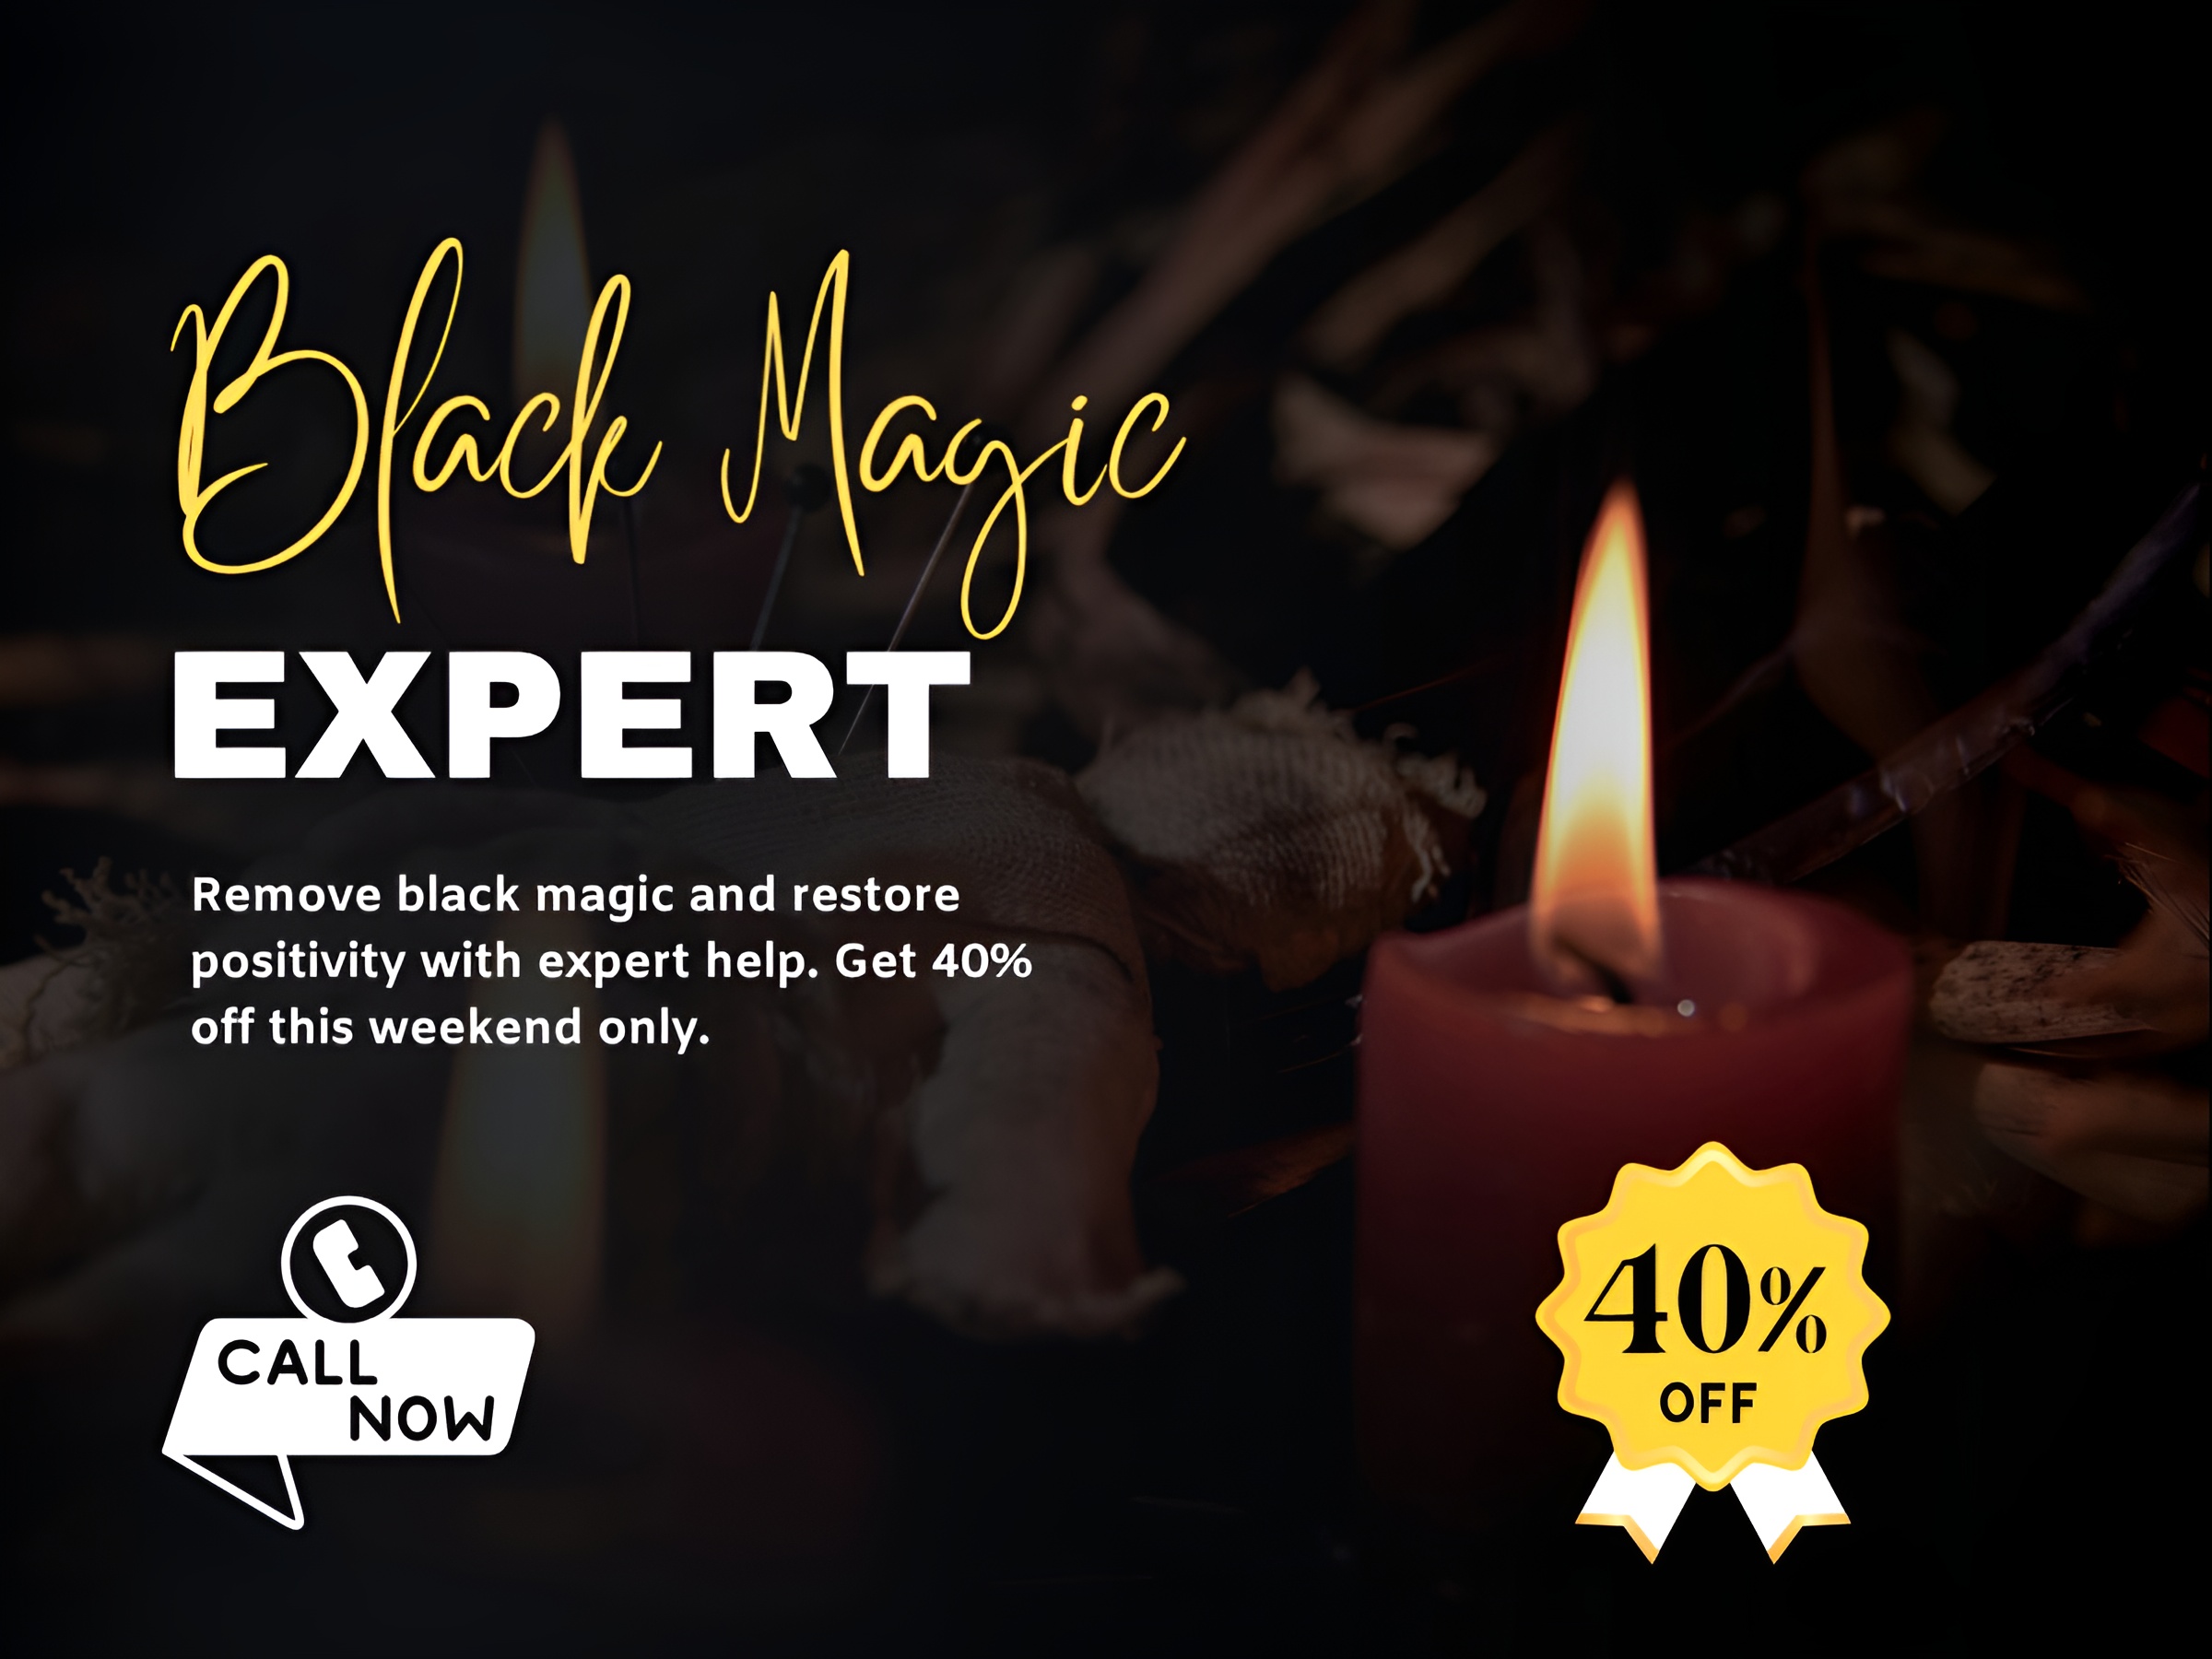 Black Magic
EXPERT
Remove black magic and restore
positivity with expert help. Get 40%
off this weekend only.
CALL
NOW
40%
OFF